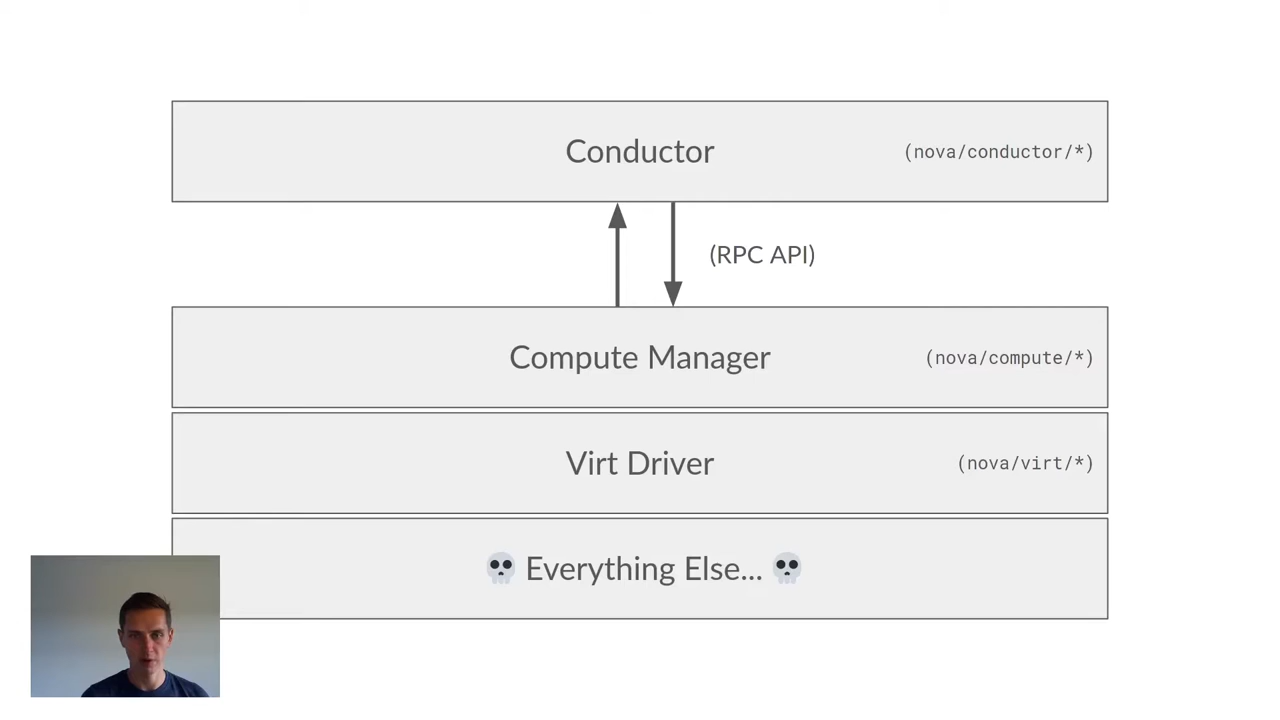 Conductor (nova/conductor/*)
(RPC API)
Compute Manager (nova/compute/*)
Virt Driver (nova/virt/*)
💀 Everything Else... 💀